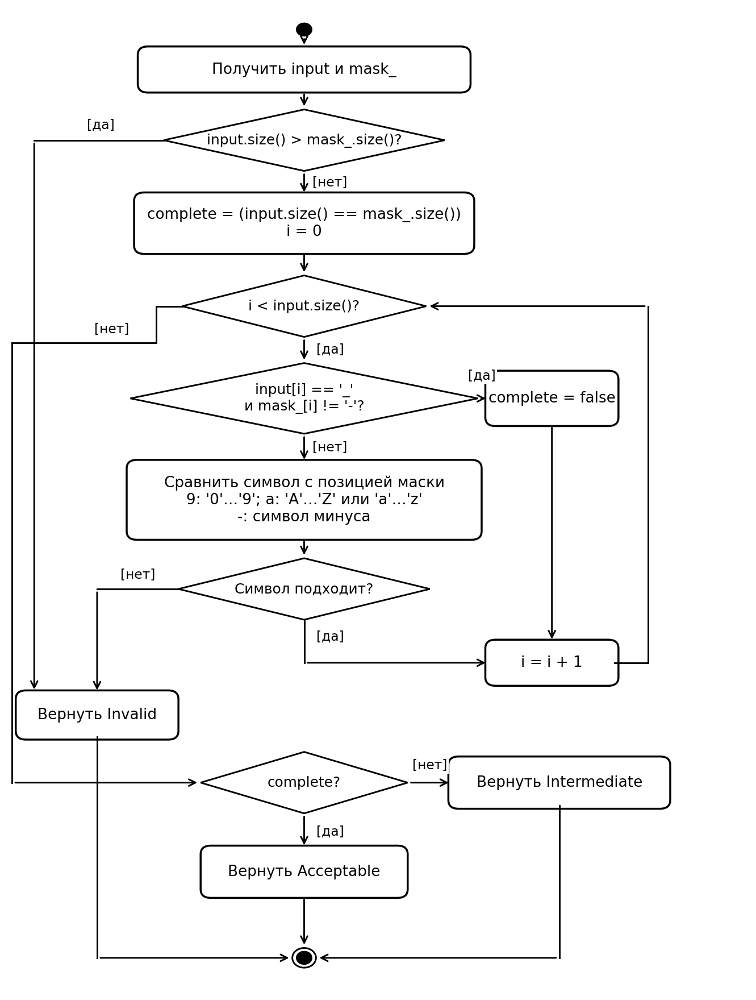 Получить input и mask_
[да]
input.size() > mask_.size()?
[нет]
complete = (input.size() == mask_.size())
i = 0
i < input.size()?
[нет]
[да]
input[i] == '_'
и mask_[i] != '-'?
[да]
complete = false
[нет]
Сравнить символ с позицией маски
9: '0'…'9'; a: 'A'…'Z' или 'a'…'z'
-: символ минуса
[нет]
Символ подходит?
[да]
i = i + 1
Вернуть Invalid
complete?
[нет]
Вернуть Intermediate
[да]
Вернуть Acceptable